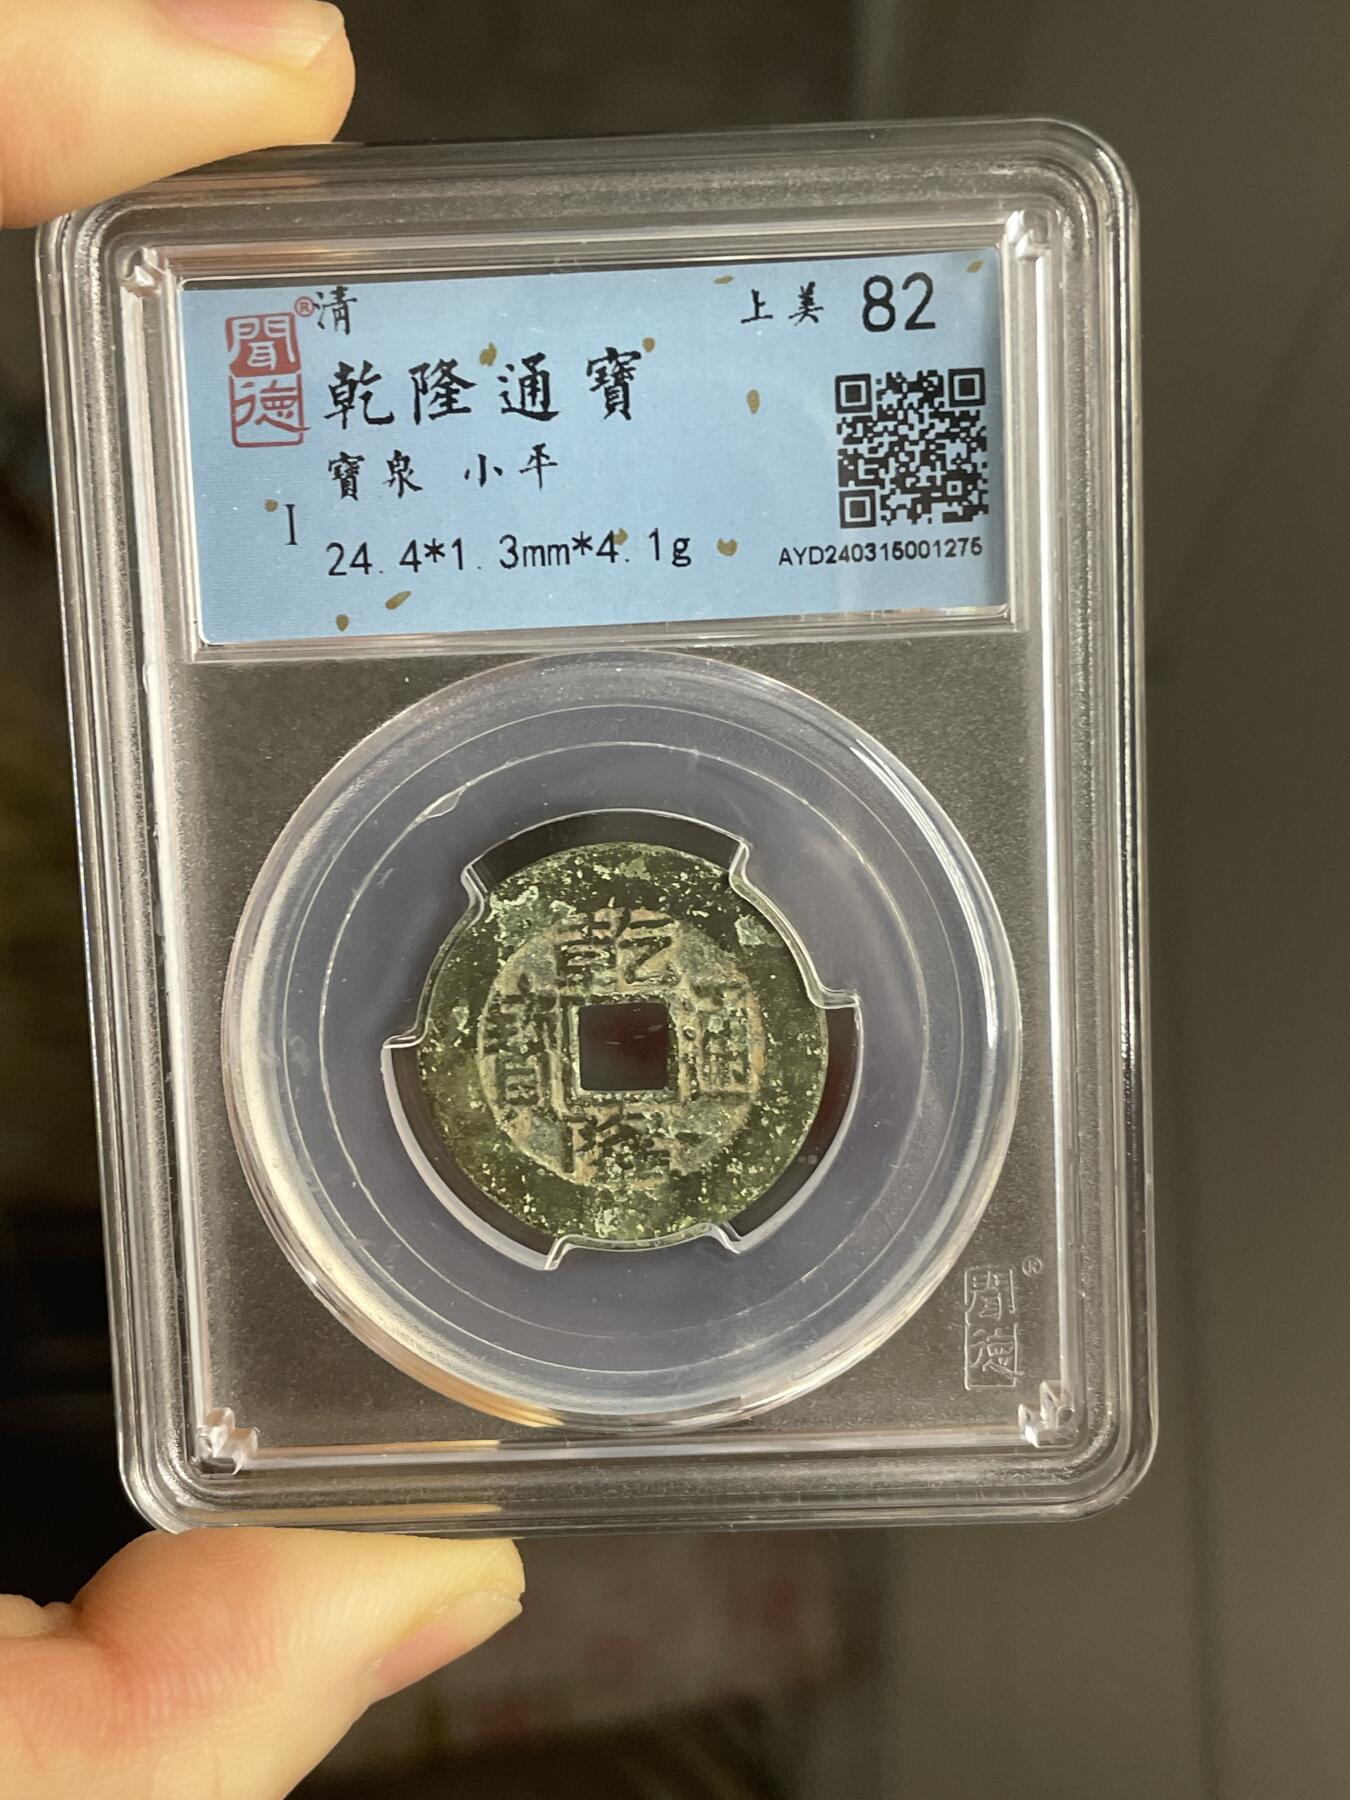 聞德®
清
上美 82
乾隆通寶
寶泉 小平
I
24.4*1.3mm*4.1g
AYD240315001275
乾隆通寶
聞德®